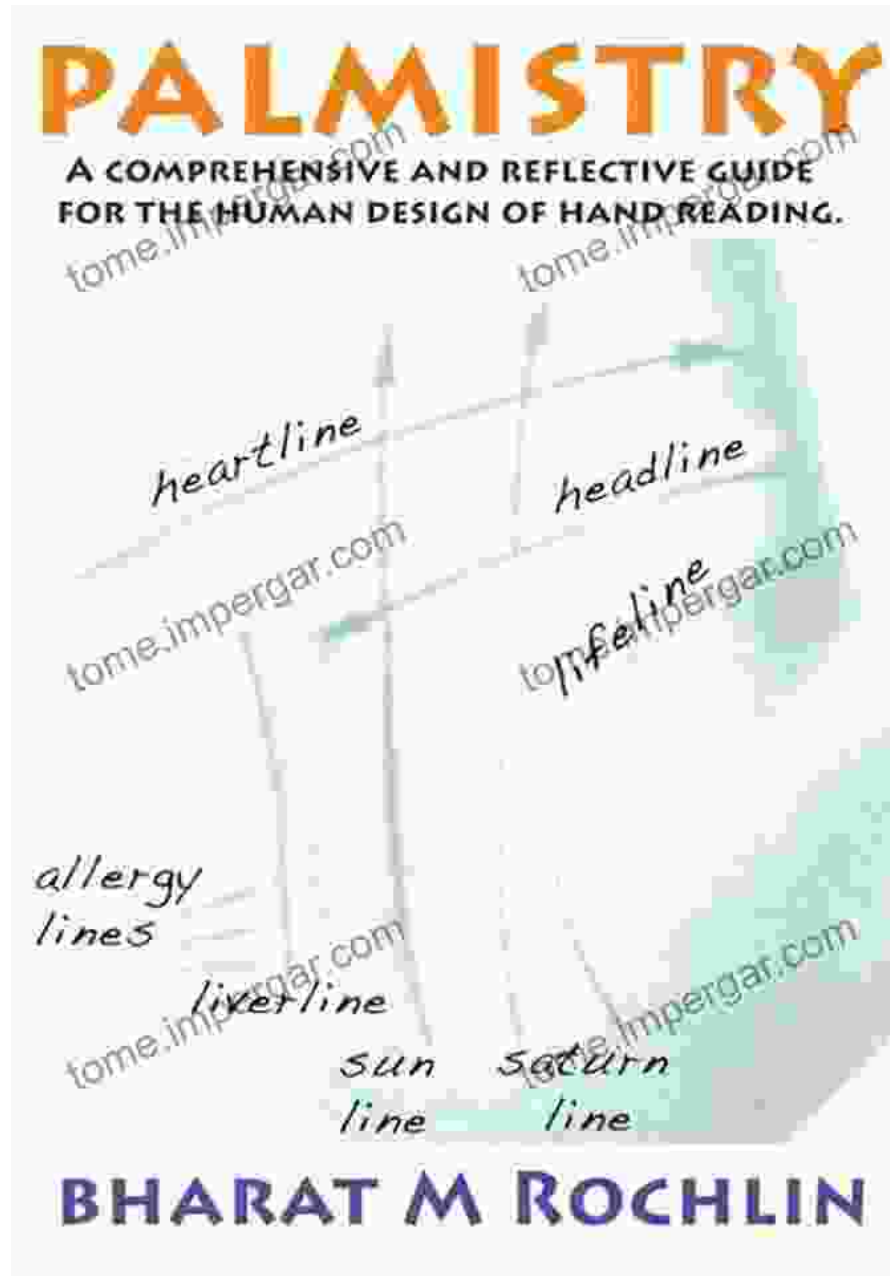 PALMISTRY
A COMPREHENSIVE AND REFLECTIVE GUIDE
FOR THE HUMAN DESIGN OF HAND READING.
tome.impergar.com
tome.impergar.com
heartline
headline
tome.impergar.com
tome.impergar.com
lifeline
allergy
lines
liverline
tome.impergar.com
tome.impergar.com
sun
line
saturn
line
BHARAT M ROCHLIN